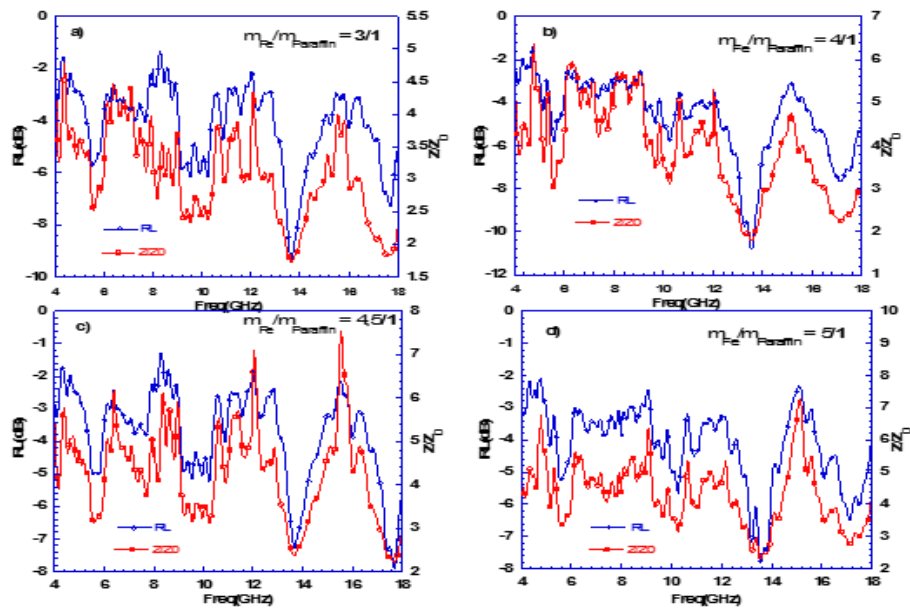 a)
m_Fe/m_Paraffin = 3/1
RL(dB)
0
-2
-4
-6
-8
-10
5.5
5
4.5
4
3.5
3
2.5
2
1.5
Z/Z_0
RL
Z/Z0
4 6 8 10 12 14 16 18
Freq(GHz)
b)
m_Fe/m_Paraffin = 4/1
RL(dB)
0
-2
-4
-6
-8
-10
-12
7
6
5
4
3
2
1
Z/Z_0
RL
Z/Z0
4 6 8 10 12 14 16 18
Freq(GHz)
c)
m_Fe/m_Paraffin = 4,5/1
RL(dB)
0
-1
-2
-3
-4
-5
-6
-7
-8
8
7
6
5
4
3
2
Z/Z_0
RL
Z/Z0
4 6 8 10 12 14 16 18
Freq(GHz)
d)
m_Fe/m_Paraffin = 5/1
RL(dB)
0
-1
-2
-3
-4
-5
-6
-7
-8
10
9
8
7
6
5
4
3
2
Z/Z_0
RL
Z/Z0
4 6 8 10 12 14 16 18
Freq(GHz)